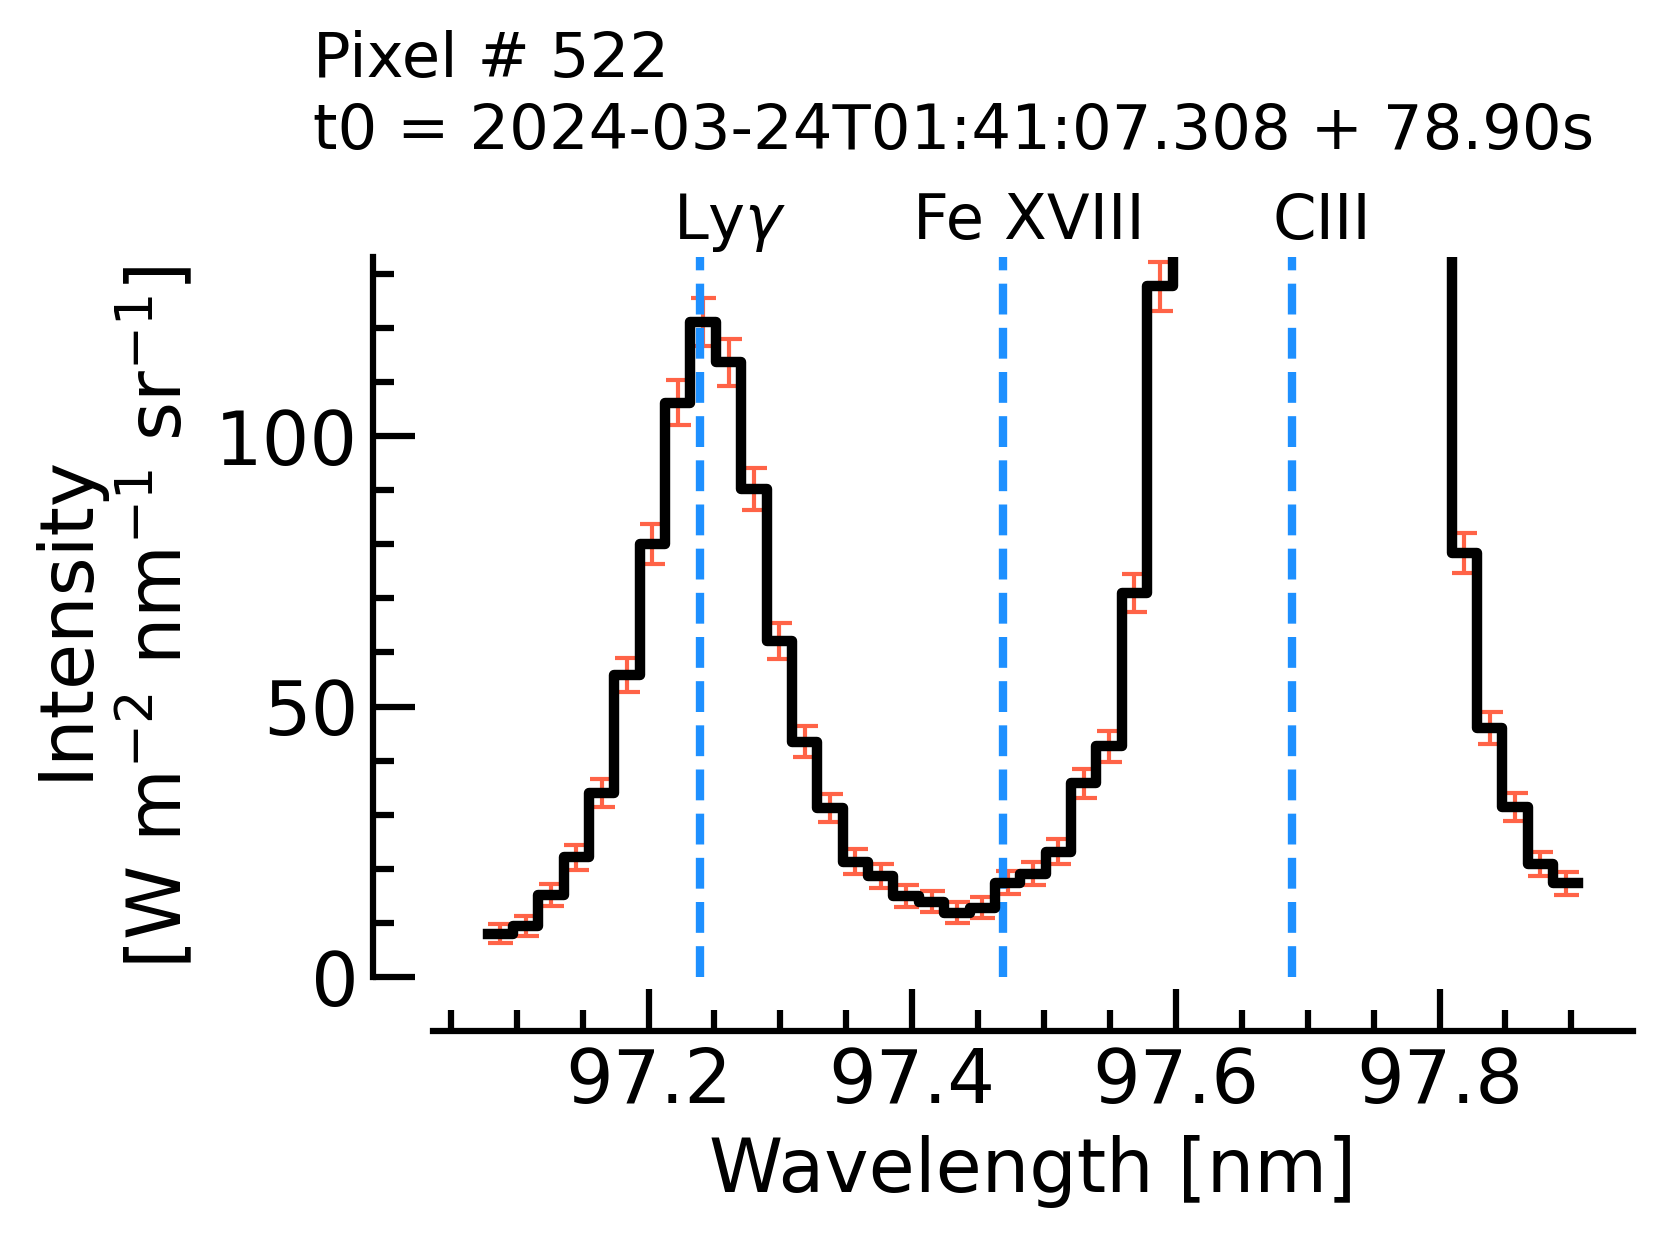 Pixel # 522
t0 = 2024-03-24T01:41:07.308 + 78.90s
Lyγ Fe XVIII CIII
Intensity
[W m⁻² nm⁻¹ sr⁻¹]
100
50
0
97.2 97.4 97.6 97.8
Wavelength [nm]